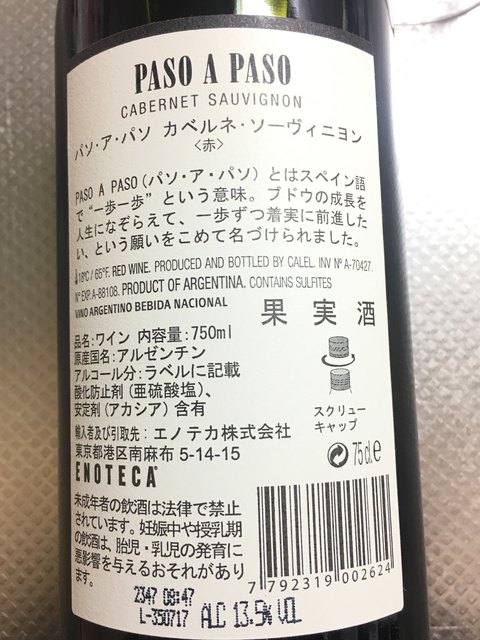 PASO A PASO
CABERNET SAUVIGNON
パソ・ア・パソ カベルネ・ソーヴィニヨン
〈赤〉
PASO A PASO(パソ・ア・パソ)とはスペイン語
で"一歩一歩"という意味。ブドウの成長を
人生になぞらえて、一歩ずつ着実に前進した
い、という願いをこめて名づけられました。
18ºC / 65ºF. RED WINE. PRODUCED AND BOTTLED BY CALEL. INV Nº A-70427.
Nº EXP. A-88108. PRODUCT OF ARGENTINA. CONTAINS SULFITES
VINO ARGENTINO BEBIDA NACIONAL
果実酒
品名:ワイン 内容量:750ml
原産国名:アルゼンチン
アルコール分:ラベルに記載
酸化防止剤(亜硫酸塩)、
安定剤(アカシア)含有
スクリュー
キャップ
輸入者及び引取先:エノテカ株式会社
東京都港区南麻布 5-14-15
75 cl.e
ENOTECA
未成年者の飲酒は法律で禁止
されています。妊娠中や授乳期
の飲酒は、胎児・乳児の発育に
悪影響を与えるおそれがあり
ます。
7 792319 002624
2347 08:47
L-350717 ALC 13.5% VOL